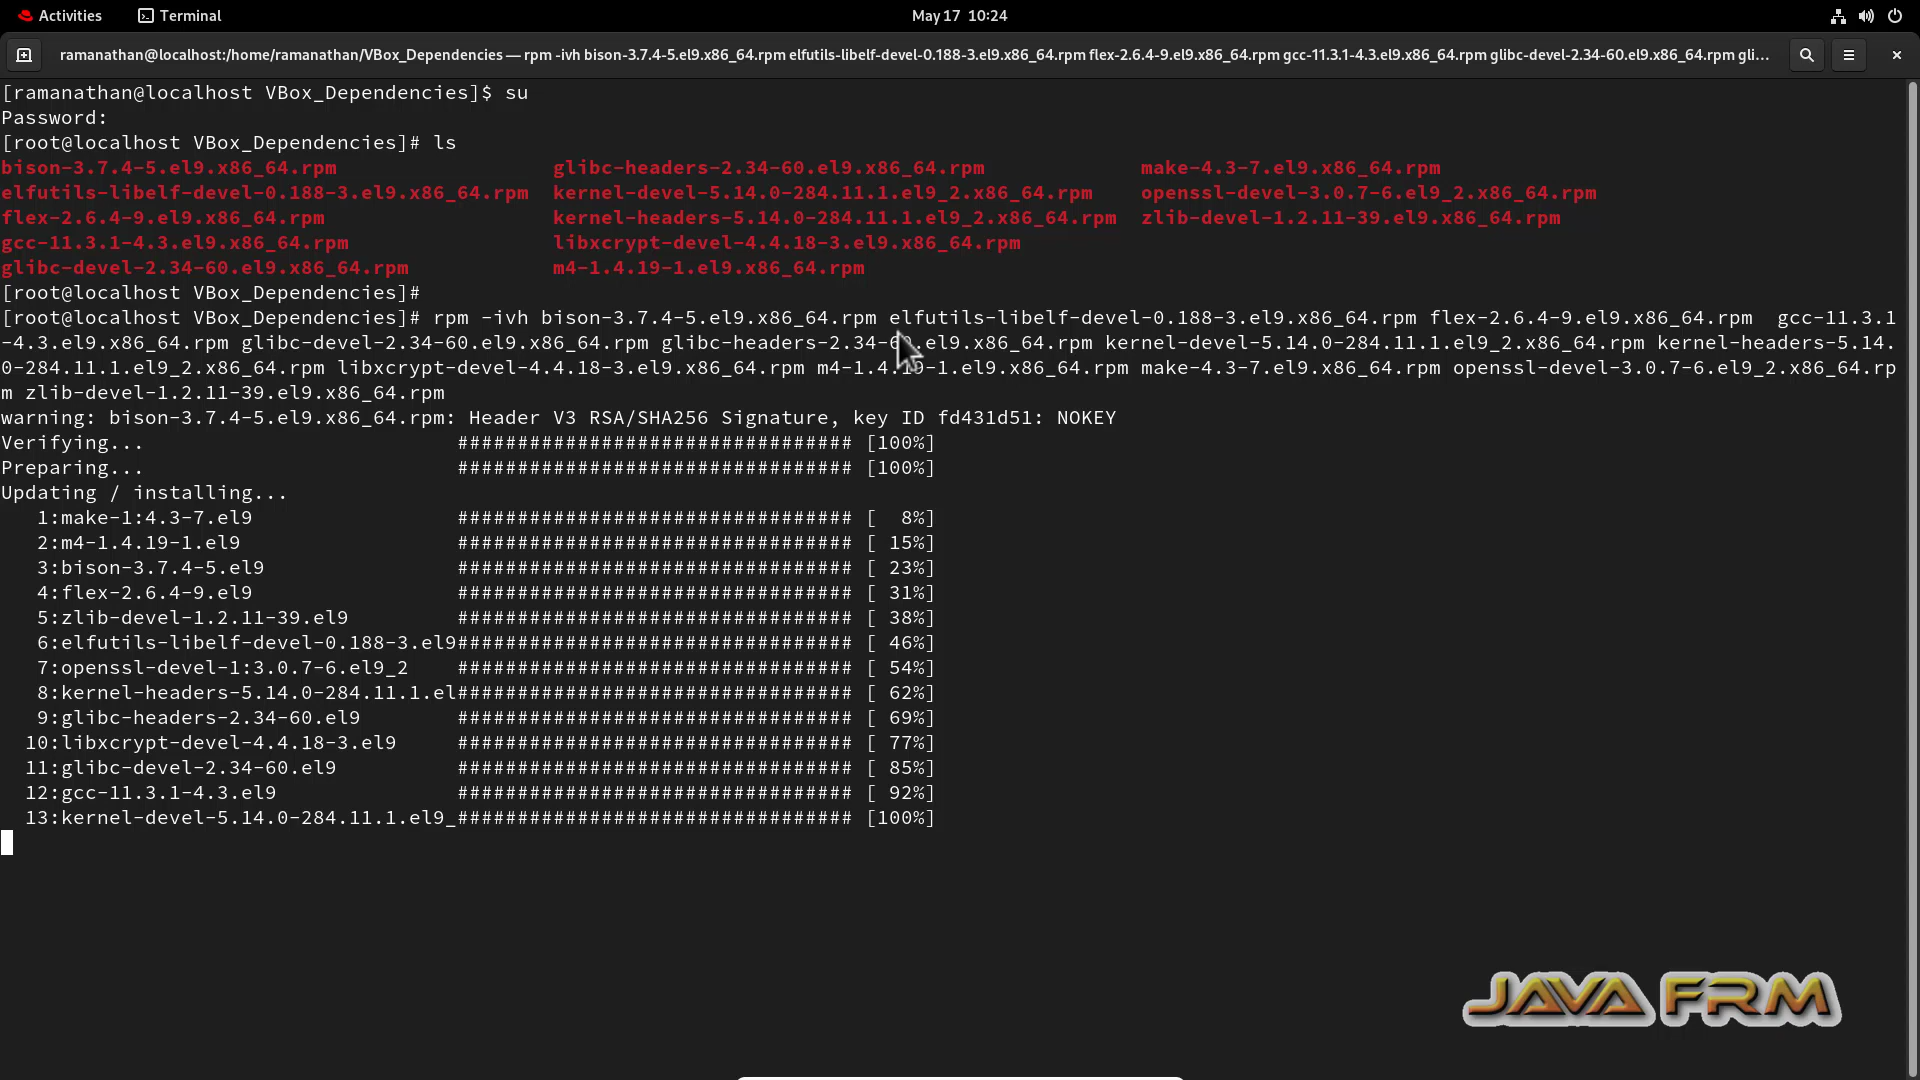 Activities Terminal May 17 10:24
ramanathan@localhost:/home/ramanathan/VBox_Dependencies — rpm -ivh bison-3.7.4-5.el9.x86_64.rpm elfutils-libelf-devel-0.188-3.el9.x86_64.rpm flex-2.6.4-9.el9.x86_64.rpm gcc-11.3.1-4.3.el9.x86_64.rpm glibc-devel-2.34-60.el9.x86_64.rpm gli...
[ramanathan@localhost VBox_Dependencies]$ su
Password:
[root@localhost VBox_Dependencies]# ls
bison-3.7.4-5.el9.x86_64.rpm glibc-headers-2.34-60.el9.x86_64.rpm make-4.3-7.el9.x86_64.rpm
elfutils-libelf-devel-0.188-3.el9.x86_64.rpm kernel-devel-5.14.0-284.11.1.el9_2.x86_64.rpm openssl-devel-3.0.7-6.el9_2.x86_64.rpm
flex-2.6.4-9.el9.x86_64.rpm kernel-headers-5.14.0-284.11.1.el9_2.x86_64.rpm zlib-devel-1.2.11-39.el9.x86_64.rpm
gcc-11.3.1-4.3.el9.x86_64.rpm libxcrypt-devel-4.4.18-3.el9.x86_64.rpm
glibc-devel-2.34-60.el9.x86_64.rpm m4-1.4.19-1.el9.x86_64.rpm
[root@localhost VBox_Dependencies]#
[root@localhost VBox_Dependencies]# rpm -ivh bison-3.7.4-5.el9.x86_64.rpm elfutils-libelf-devel-0.188-3.el9.x86_64.rpm flex-2.6.4-9.el9.x86_64.rpm  gcc-11.3.1
-4.3.el9.x86_64.rpm glibc-devel-2.34-60.el9.x86_64.rpm glibc-headers-2.34-60.el9.x86_64.rpm kernel-devel-5.14.0-284.11.1.el9_2.x86_64.rpm kernel-headers-5.14.
0-284.11.1.el9_2.x86_64.rpm libxcrypt-devel-4.4.18-3.el9.x86_64.rpm m4-1.4.19-1.el9.x86_64.rpm make-4.3-7.el9.x86_64.rpm openssl-devel-3.0.7-6.el9_2.x86_64.rp
m zlib-devel-1.2.11-39.el9.x86_64.rpm
warning: bison-3.7.4-5.el9.x86_64.rpm: Header V3 RSA/SHA256 Signature, key ID fd431d51: NOKEY
Verifying... ################################# [100%]
Preparing... ################################# [100%]
Updating / installing...
1:make-1:4.3-7.el9 ################################# [  8%]
2:m4-1.4.19-1.el9 ################################# [ 15%]
3:bison-3.7.4-5.el9 ################################# [ 23%]
4:flex-2.6.4-9.el9 ################################# [ 31%]
5:zlib-devel-1.2.11-39.el9 ################################# [ 38%]
6:elfutils-libelf-devel-0.188-3.el9################################# [ 46%]
7:openssl-devel-1:3.0.7-6.el9_2 ################################# [ 54%]
8:kernel-headers-5.14.0-284.11.1.el################################# [ 62%]
9:glibc-headers-2.34-60.el9 ################################# [ 69%]
10:libxcrypt-devel-4.4.18-3.el9 ################################# [ 77%]
11:glibc-devel-2.34-60.el9 ################################# [ 85%]
12:gcc-11.3.1-4.3.el9 ################################# [ 92%]
13:kernel-devel-5.14.0-284.11.1.el9_################################# [100%]
JAVA FRM